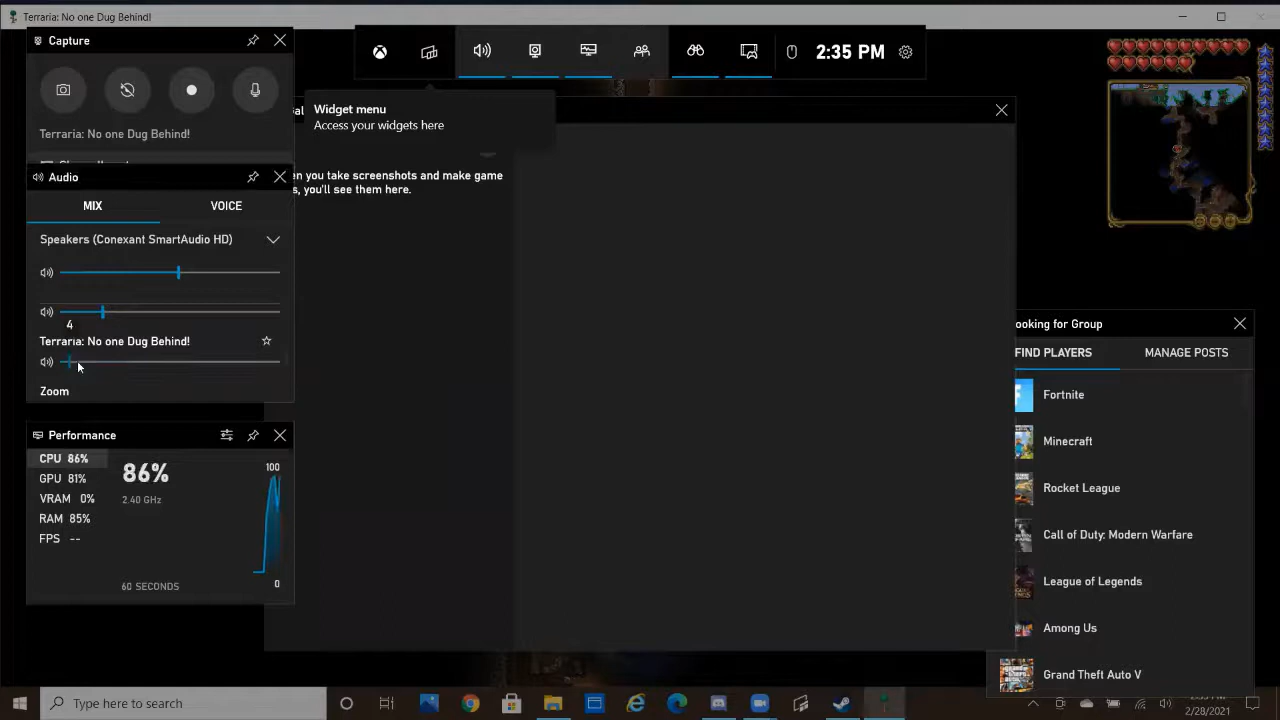 Terraria: No one Dug Behind!
Capture
Terraria: No one Dug Behind!
Audio
MIX
VOICE
Speakers (Conexant SmartAudio HD)
4
Terraria: No one Dug Behind!
Zoom
Performance
CPU 86%
GPU 81%
VRAM 0%
RAM 85%
FPS --
86%
2.40 GHz
100
0
60 SECONDS
2:35 PM
Widget menu
Access your widgets here
en you take screenshots and make game
s, you'll see them here.
ooking for Group
FIND PLAYERS
MANAGE POSTS
Fortnite
Minecraft
Rocket League
Call of Duty: Modern Warfare
League of Legends
Among Us
Grand Theft Auto V
Type here to search
2/28/2021